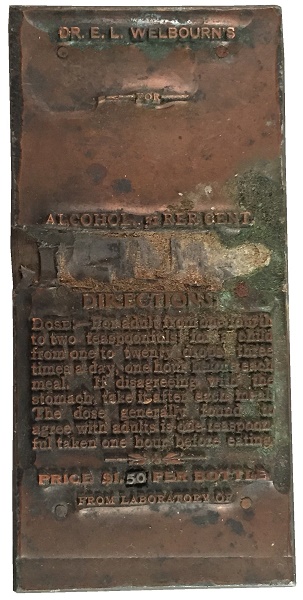 DR. E. L. WELBOURN'S
FOR
ALCOHOL PER CENT.
DIRECTIONS
Dose:— For adult from
to two teaspoonfuls; for a child
from one to twenty drops three
times a day, one hour before each
meal. If disagreeing with the
stomach, take it after each meal.
The dose generally found to
agree with adults is one teaspoon-
ful taken one hour before eating.
PRICE $1.50 PER BOTTLE
FROM LABORATORY OF